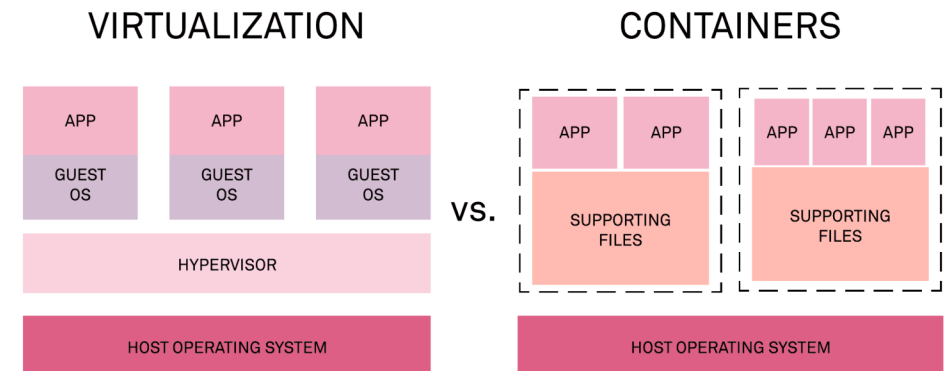 VIRTUALIZATION
APP
APP
APP
GUEST
OS
GUEST
OS
GUEST
OS
HYPERVISOR
HOST OPERATING SYSTEM
vs.
CONTAINERS
APP
APP
SUPPORTING
FILES
APP
APP
APP
SUPPORTING
FILES
HOST OPERATING SYSTEM